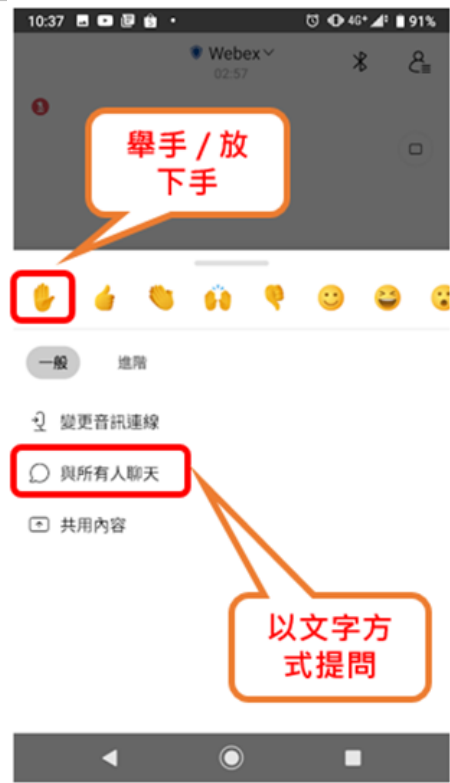 10:37
4G+
91%
Webex
02:57
舉手 / 放
下手
一般
進階
變更音訊連線
與所有人聊天
共用內容
以文字方
式提問